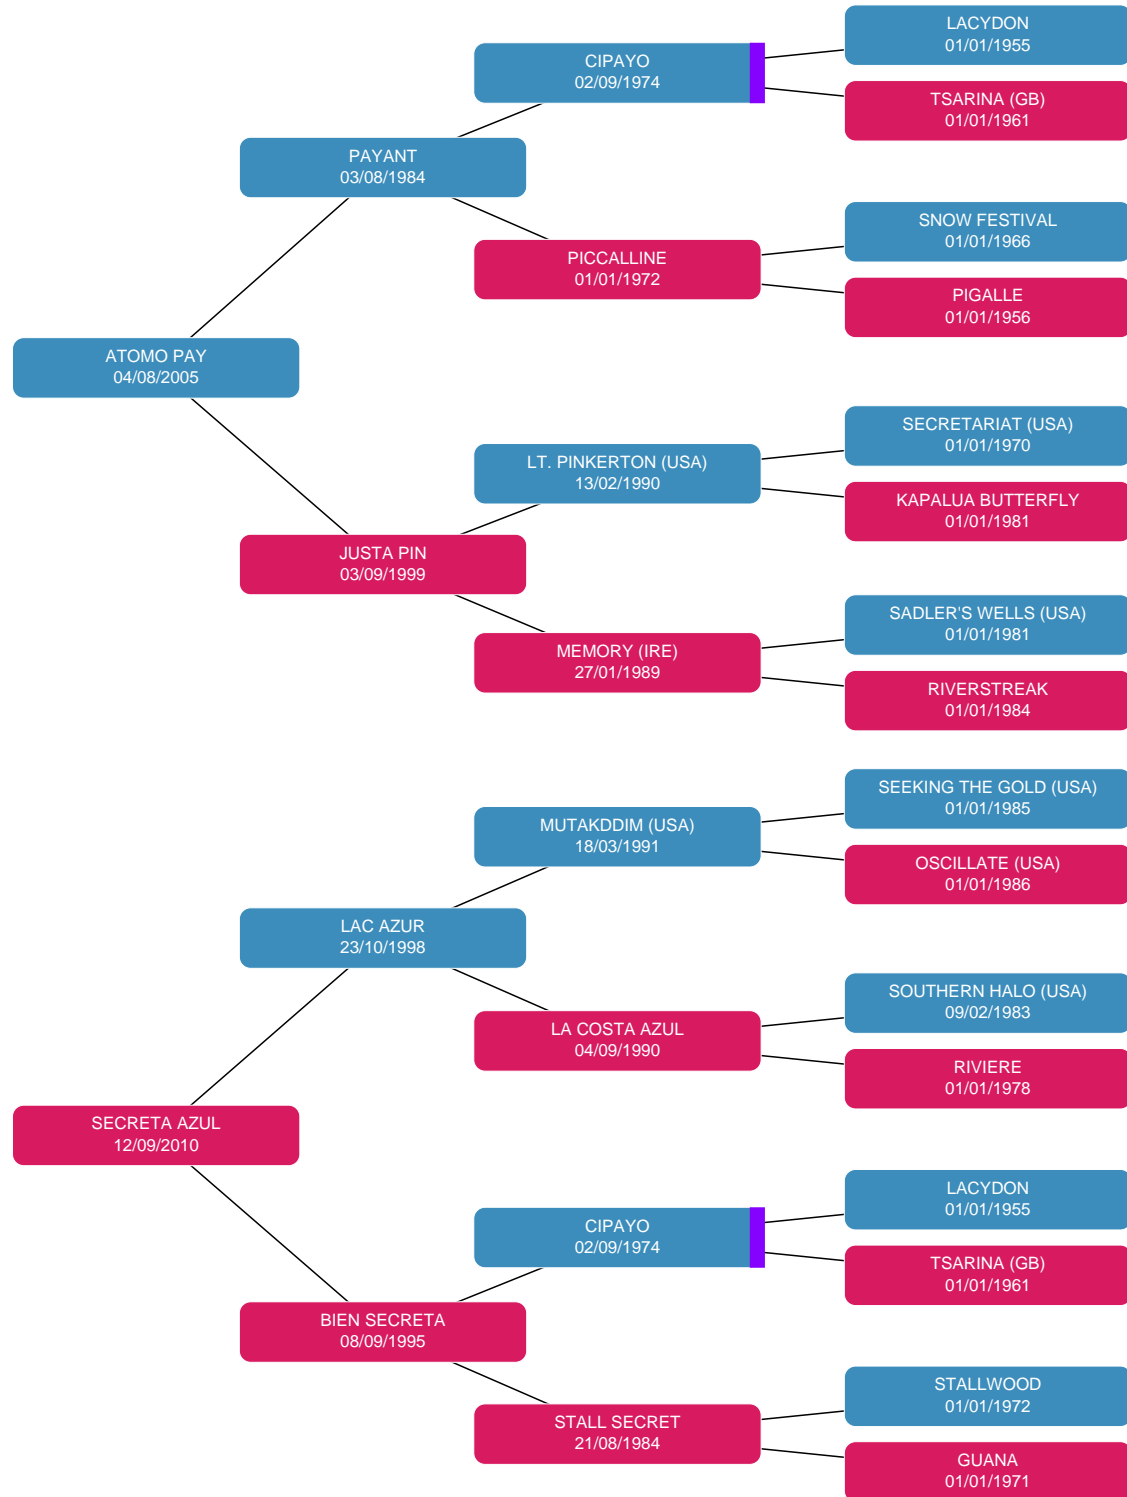 LACYDON
01/01/1955
CIPAYO
02/09/1974
TSARINA (GB)
01/01/1961
PAYANT
03/08/1984
SNOW FESTIVAL
01/01/1966
PICCALLINE
01/01/1972
PIGALLE
01/01/1956
ATOMO PAY
04/08/2005
SECRETARIAT (USA)
01/01/1970
LT. PINKERTON (USA)
13/02/1990
KAPALUA BUTTERFLY
01/01/1981
JUSTA PIN
03/09/1999
SADLER'S WELLS (USA)
01/01/1981
MEMORY (IRE)
27/01/1989
RIVERSTREAK
01/01/1984
SEEKING THE GOLD (USA)
01/01/1985
MUTAKDDIM (USA)
18/03/1991
OSCILLATE (USA)
01/01/1986
LAC AZUR
23/10/1998
SOUTHERN HALO (USA)
09/02/1983
LA COSTA AZUL
04/09/1990
RIVIERE
01/01/1978
SECRETA AZUL
12/09/2010
LACYDON
01/01/1955
CIPAYO
02/09/1974
TSARINA (GB)
01/01/1961
BIEN SECRETA
08/09/1995
STALLWOOD
01/01/1972
STALL SECRET
21/08/1984
GUANA
01/01/1971